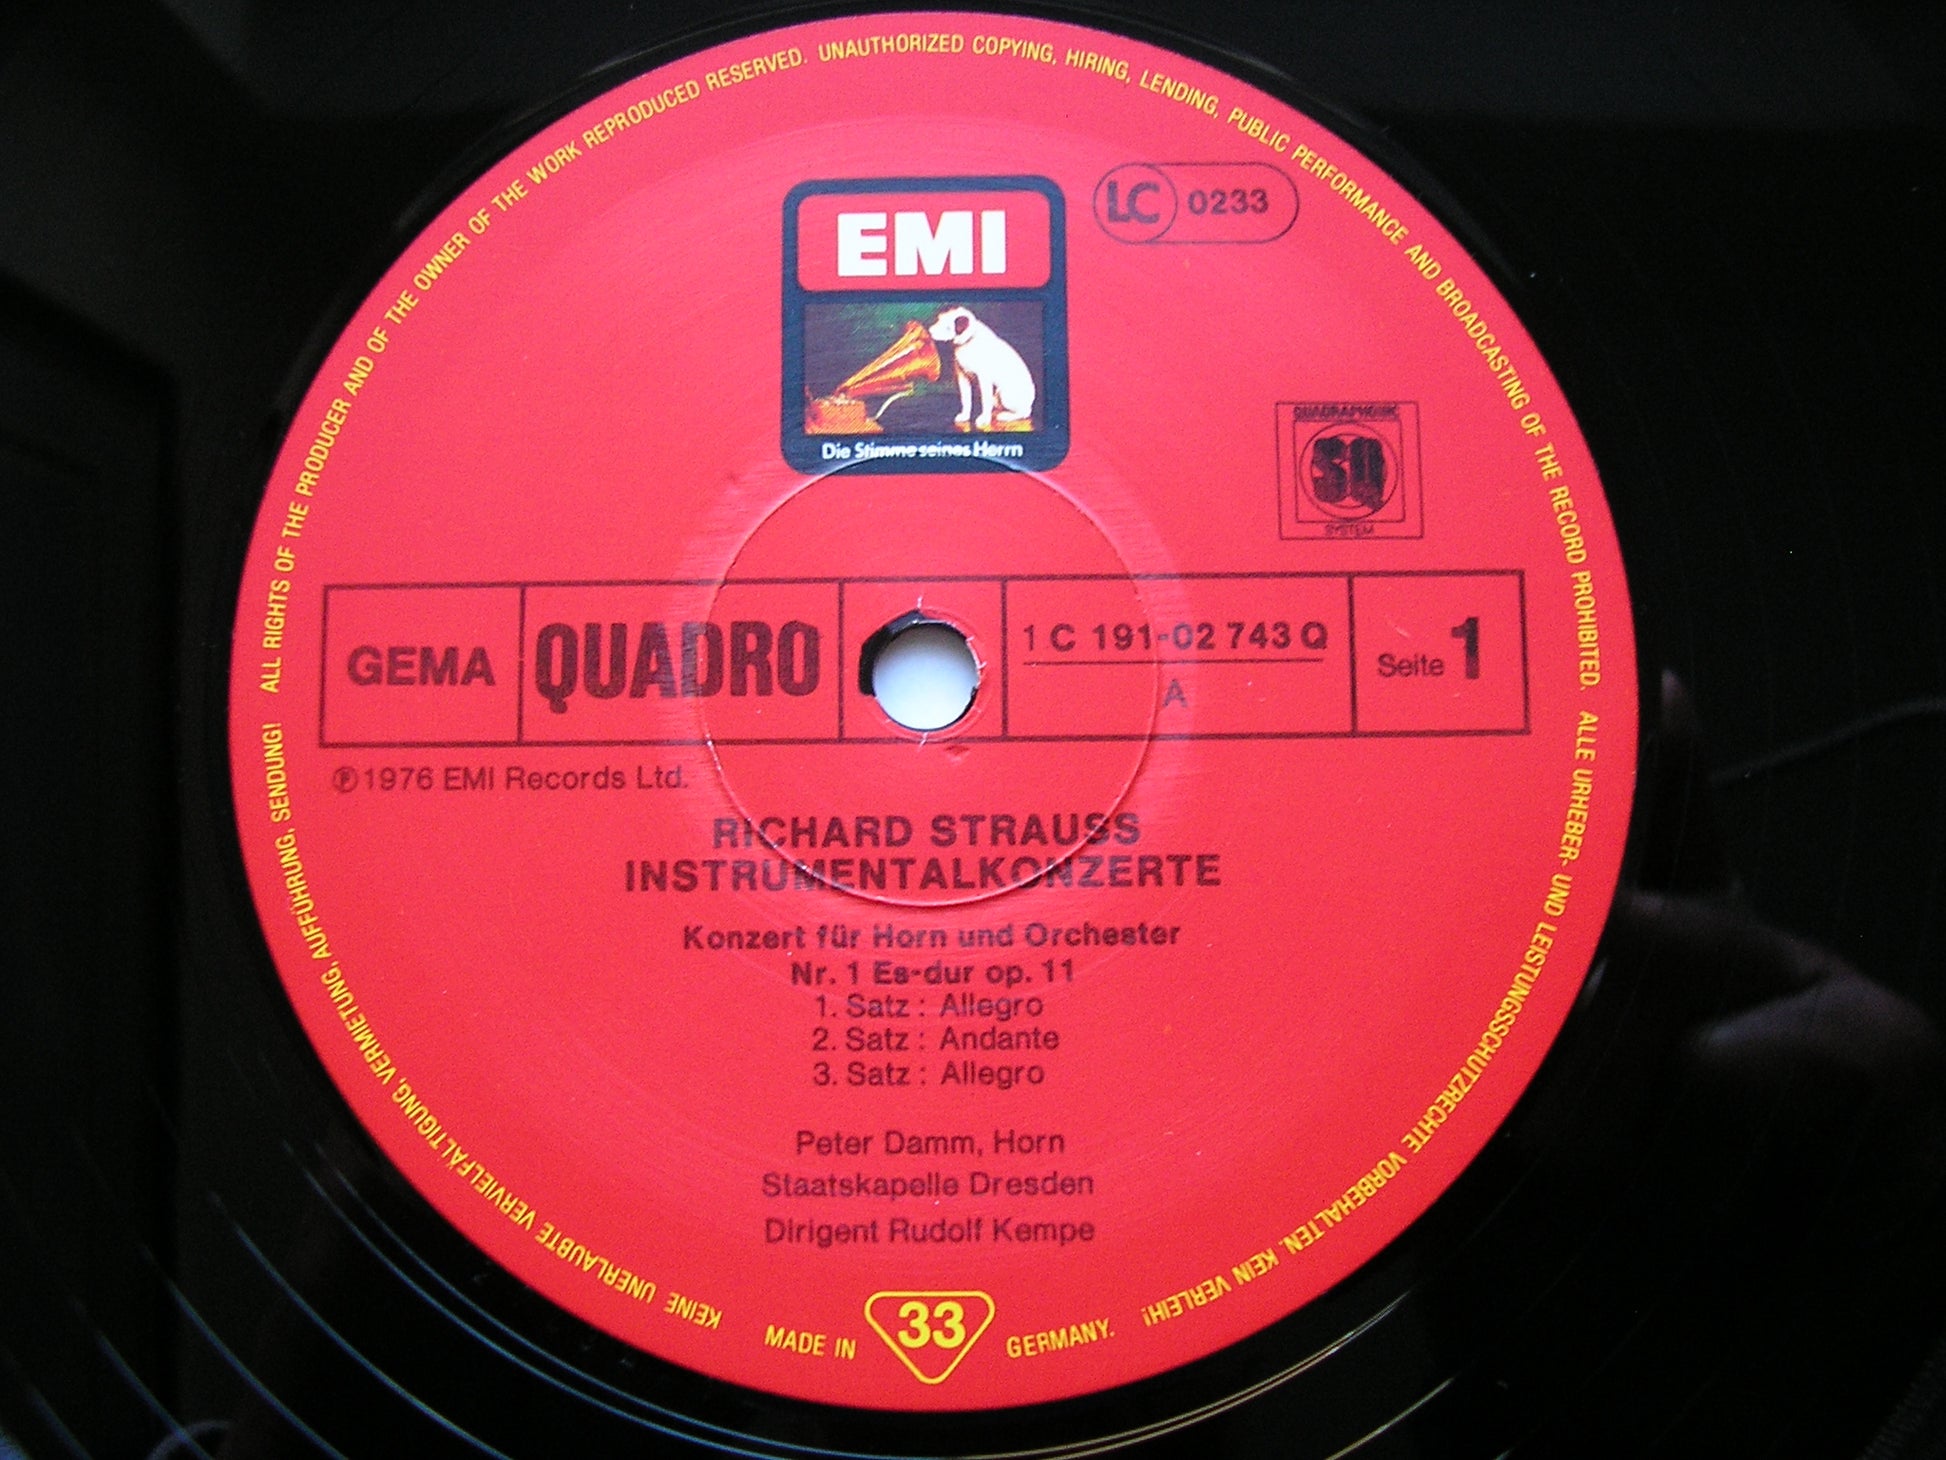 ALL RIGHTS OF THE PRODUCER AND OF THE OWNER OF THE WORK REPRODUCED RESERVED. UNAUTHORIZED COPYING, HIRING, LENDING, PUBLIC PERFORMANCE AND BROADCASTING OF THE RECORD PROHIBITED.
ALLE URHEBER- UND LEISTUNGSSCHUTZRECHTE VORBEHALTEN. KEIN VERLEIH!
KEINE UNERLAUBTE VERVIELFÄLTIGUNG, VERMIETUNG, AUFFÜHRUNG, SENDUNG!
EMI
LC 0233
Die Stimme seines Herrn
QUADRAPHONIC
SQ
SYSTEM
GEMA
QUADRO
1 C 191-02 743 Q
A
Seite 1
℗ 1976 EMI Records Ltd.
RICHARD STRAUSS
INSTRUMENTALKONZERTE
Konzert für Horn und Orchester
Nr. 1 Es-dur op. 11
1. Satz : Allegro
2. Satz : Andante
3. Satz : Allegro
Peter Damm, Horn
Staatskapelle Dresden
Dirigent Rudolf Kempe
MADE IN 33 GERMANY.